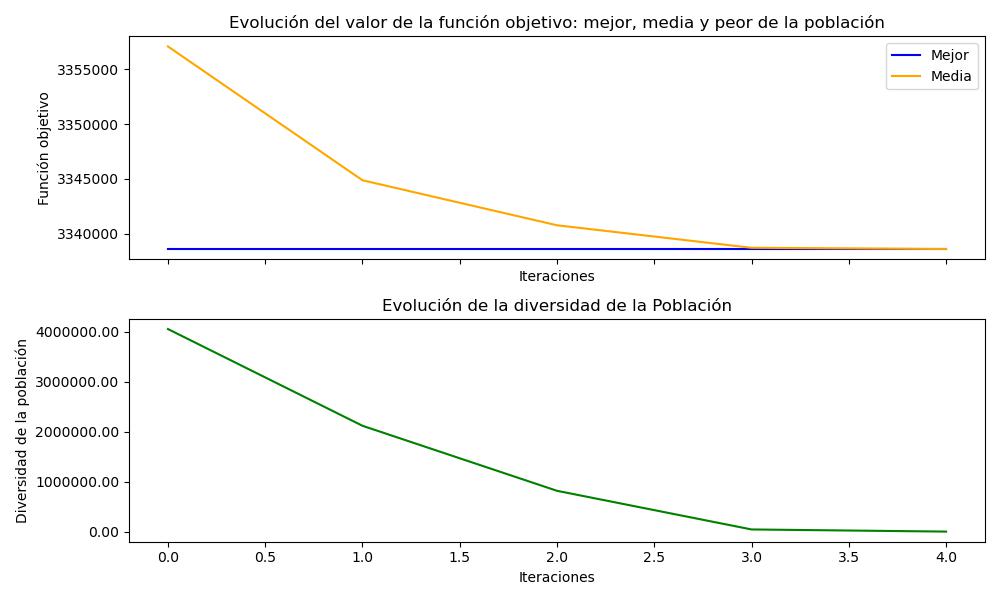 Evolución del valor de la función objetivo: mejor, media y peor de la población
Función objetivo
3355000
3350000
3345000
3340000
Mejor
Media
Iteraciones
Evolución de la diversidad de la Población
Diversidad de la población
4000000.00
3000000.00
2000000.00
1000000.00
0.00
0.0 0.5 1.0 1.5 2.0 2.5 3.0 3.5 4.0
Iteraciones